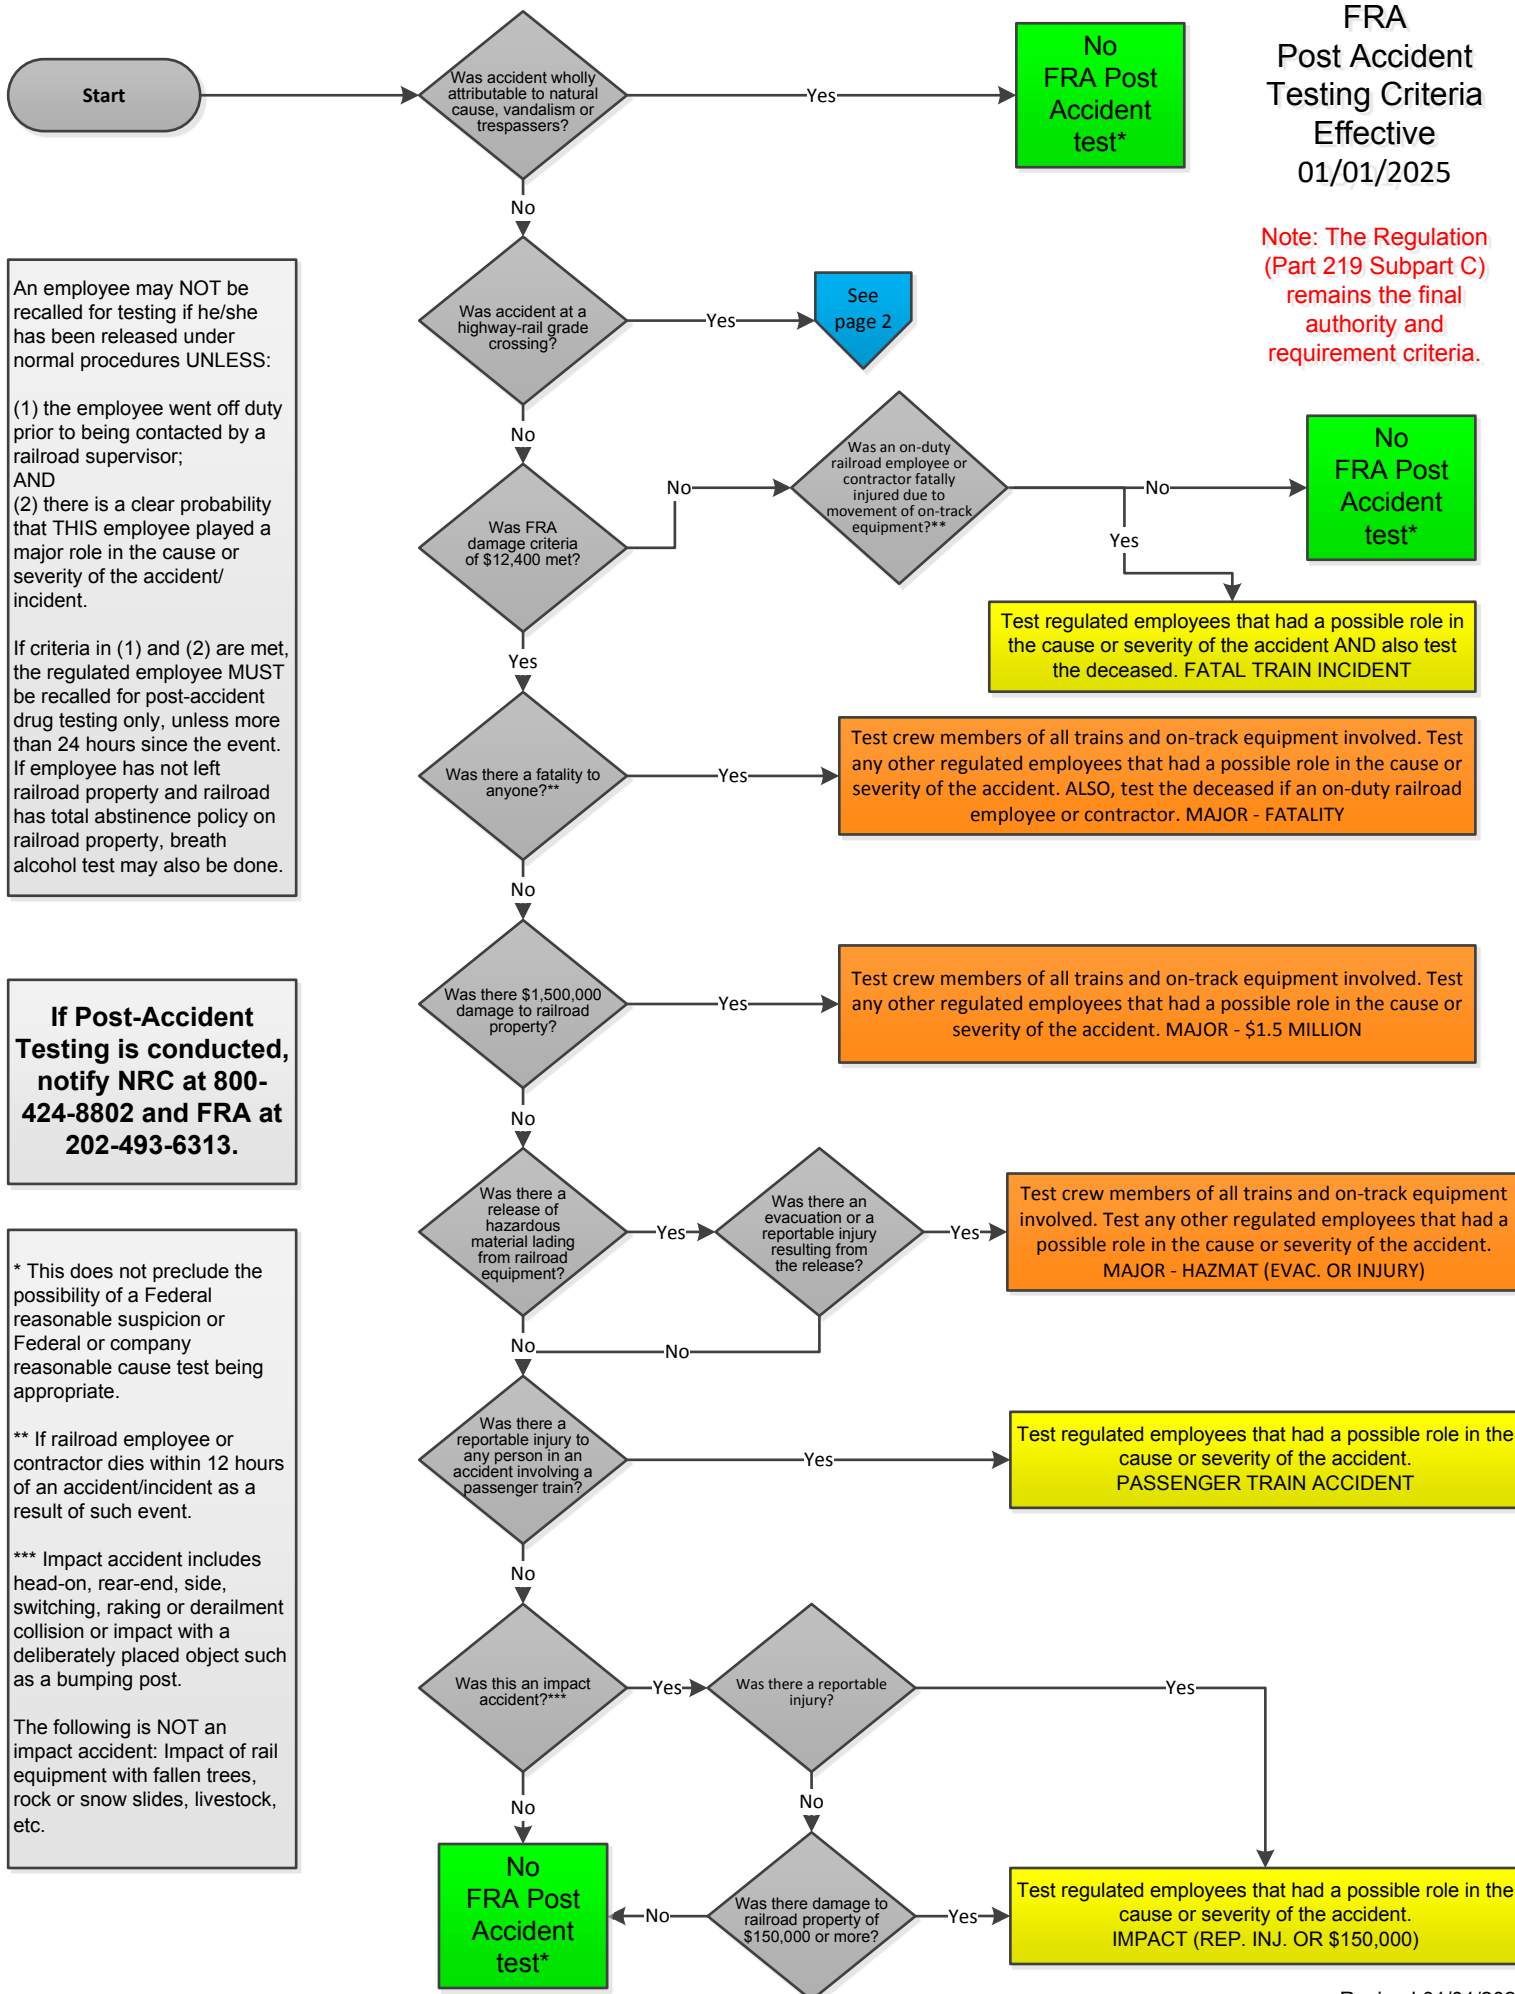 FRA
Post Accident
Testing Criteria
Effective
01/01/2025
Note: The Regulation
(Part 219 Subpart C)
remains the final
authority and
requirement criteria.
Start
Was accident wholly
attributable to natural
cause, vandalism or
trespassers?
Yes
No
FRA Post
Accident
test*
No
Was accident at a
highway-rail grade
crossing?
Yes
See
page 2
No
Was FRA
damage criteria
of $12,400 met?
No
Was an on-duty
railroad employee or
contractor fatally
injured due to
movement of on-track
equipment?**
No
No
FRA Post
Accident
test*
Yes
Test regulated employees that had a possible role in
the cause or severity of the accident AND also test
the deceased. FATAL TRAIN INCIDENT
Yes
Was there a fatality to
anyone?**
Yes
Test crew members of all trains and on-track equipment involved. Test
any other regulated employees that had a possible role in the cause or
severity of the accident. ALSO, test the deceased if an on-duty railroad
employee or contractor. MAJOR - FATALITY
No
Was there $1,500,000
damage to railroad
property?
Yes
Test crew members of all trains and on-track equipment involved. Test
any other regulated employees that had a possible role in the cause or
severity of the accident. MAJOR - $1.5 MILLION
No
Was there a
release of
hazardous
material lading
from railroad
equipment?
Yes
Was there an
evacuation or a
reportable injury
resulting from
the release?
Yes
Test crew members of all trains and on-track equipment
involved. Test any other regulated employees that had a
possible role in the cause or severity of the accident.
MAJOR - HAZMAT (EVAC. OR INJURY)
No
No
Was there a
reportable injury to
any person in an
accident involving a
passenger train?
Yes
Test regulated employees that had a possible role in the
cause or severity of the accident.
PASSENGER TRAIN ACCIDENT
No
Was this an impact
accident?***
Yes
Was there a reportable
injury?
Yes
No
No
No
FRA Post
Accident
test*
No
Was there damage to
railroad property of
$150,000 or more?
Yes
Test regulated employees that had a possible role in the
cause or severity of the accident.
IMPACT (REP. INJ. OR $150,000)
An employee may NOT be
recalled for testing if he/she
has been released under
normal procedures UNLESS:
(1) the employee went off duty
prior to being contacted by a
railroad supervisor;
AND
(2) there is a clear probability
that THIS employee played a
major role in the cause or
severity of the accident/
incident.
If criteria in (1) and (2) are met,
the regulated employee MUST
be recalled for post-accident
drug testing only, unless more
than 24 hours since the event.
If employee has not left
railroad property and railroad
has total abstinence policy on
railroad property, breath
alcohol test may also be done.
If Post-Accident
Testing is conducted,
notify NRC at 800-
424-8802 and FRA at
202-493-6313.
* This does not preclude the
possibility of a Federal
reasonable suspicion or
Federal or company
reasonable cause test being
appropriate.
** If railroad employee or
contractor dies within 12 hours
of an accident/incident as a
result of such event.
*** Impact accident includes
head-on, rear-end, side,
switching, raking or derailment
collision or impact with a
deliberately placed object such
as a bumping post.
The following is NOT an
impact accident: Impact of rail
equipment with fallen trees,
rock or snow slides, livestock,
etc.